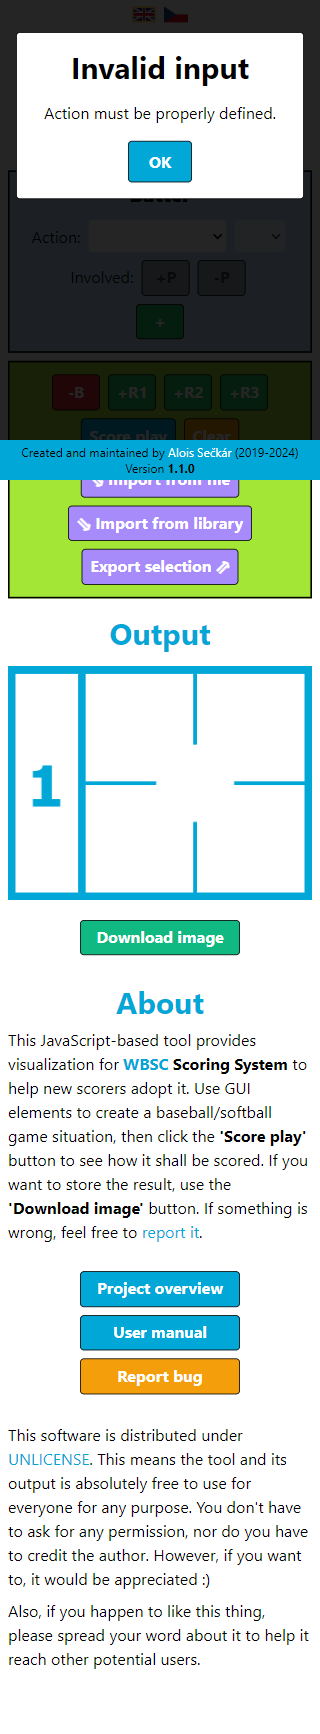 Invalid input
Action must be properly defined.
OK
Action:
Involved: +P -P
+
-B +R1 +R2 +R3
Score play Clear
Created and maintained by Alois Sečkár (2019-2024)
Version 1.1.0
Import from file
Import from library
Export selection
Output
1
Download image
About
This JavaScript-based tool provides
visualization for WBSC Scoring System to
help new scorers adopt it. Use GUI
elements to create a baseball/softball
game situation, then click the 'Score play'
button to see how it shall be scored. If you
want to store the result, use the
'Download image' button. If something is
wrong, feel free to report it.
Project overview
User manual
Report bug
This software is distributed under
UNLICENSE. This means the tool and its
output is absolutely free to use for
everyone for any purpose. You don't have
to ask for any permission, nor do you have
to credit the author. However, if you want
to, it would be appreciated :)
Also, if you happen to like this thing,
please spread your word about it to help it
reach other potential users.